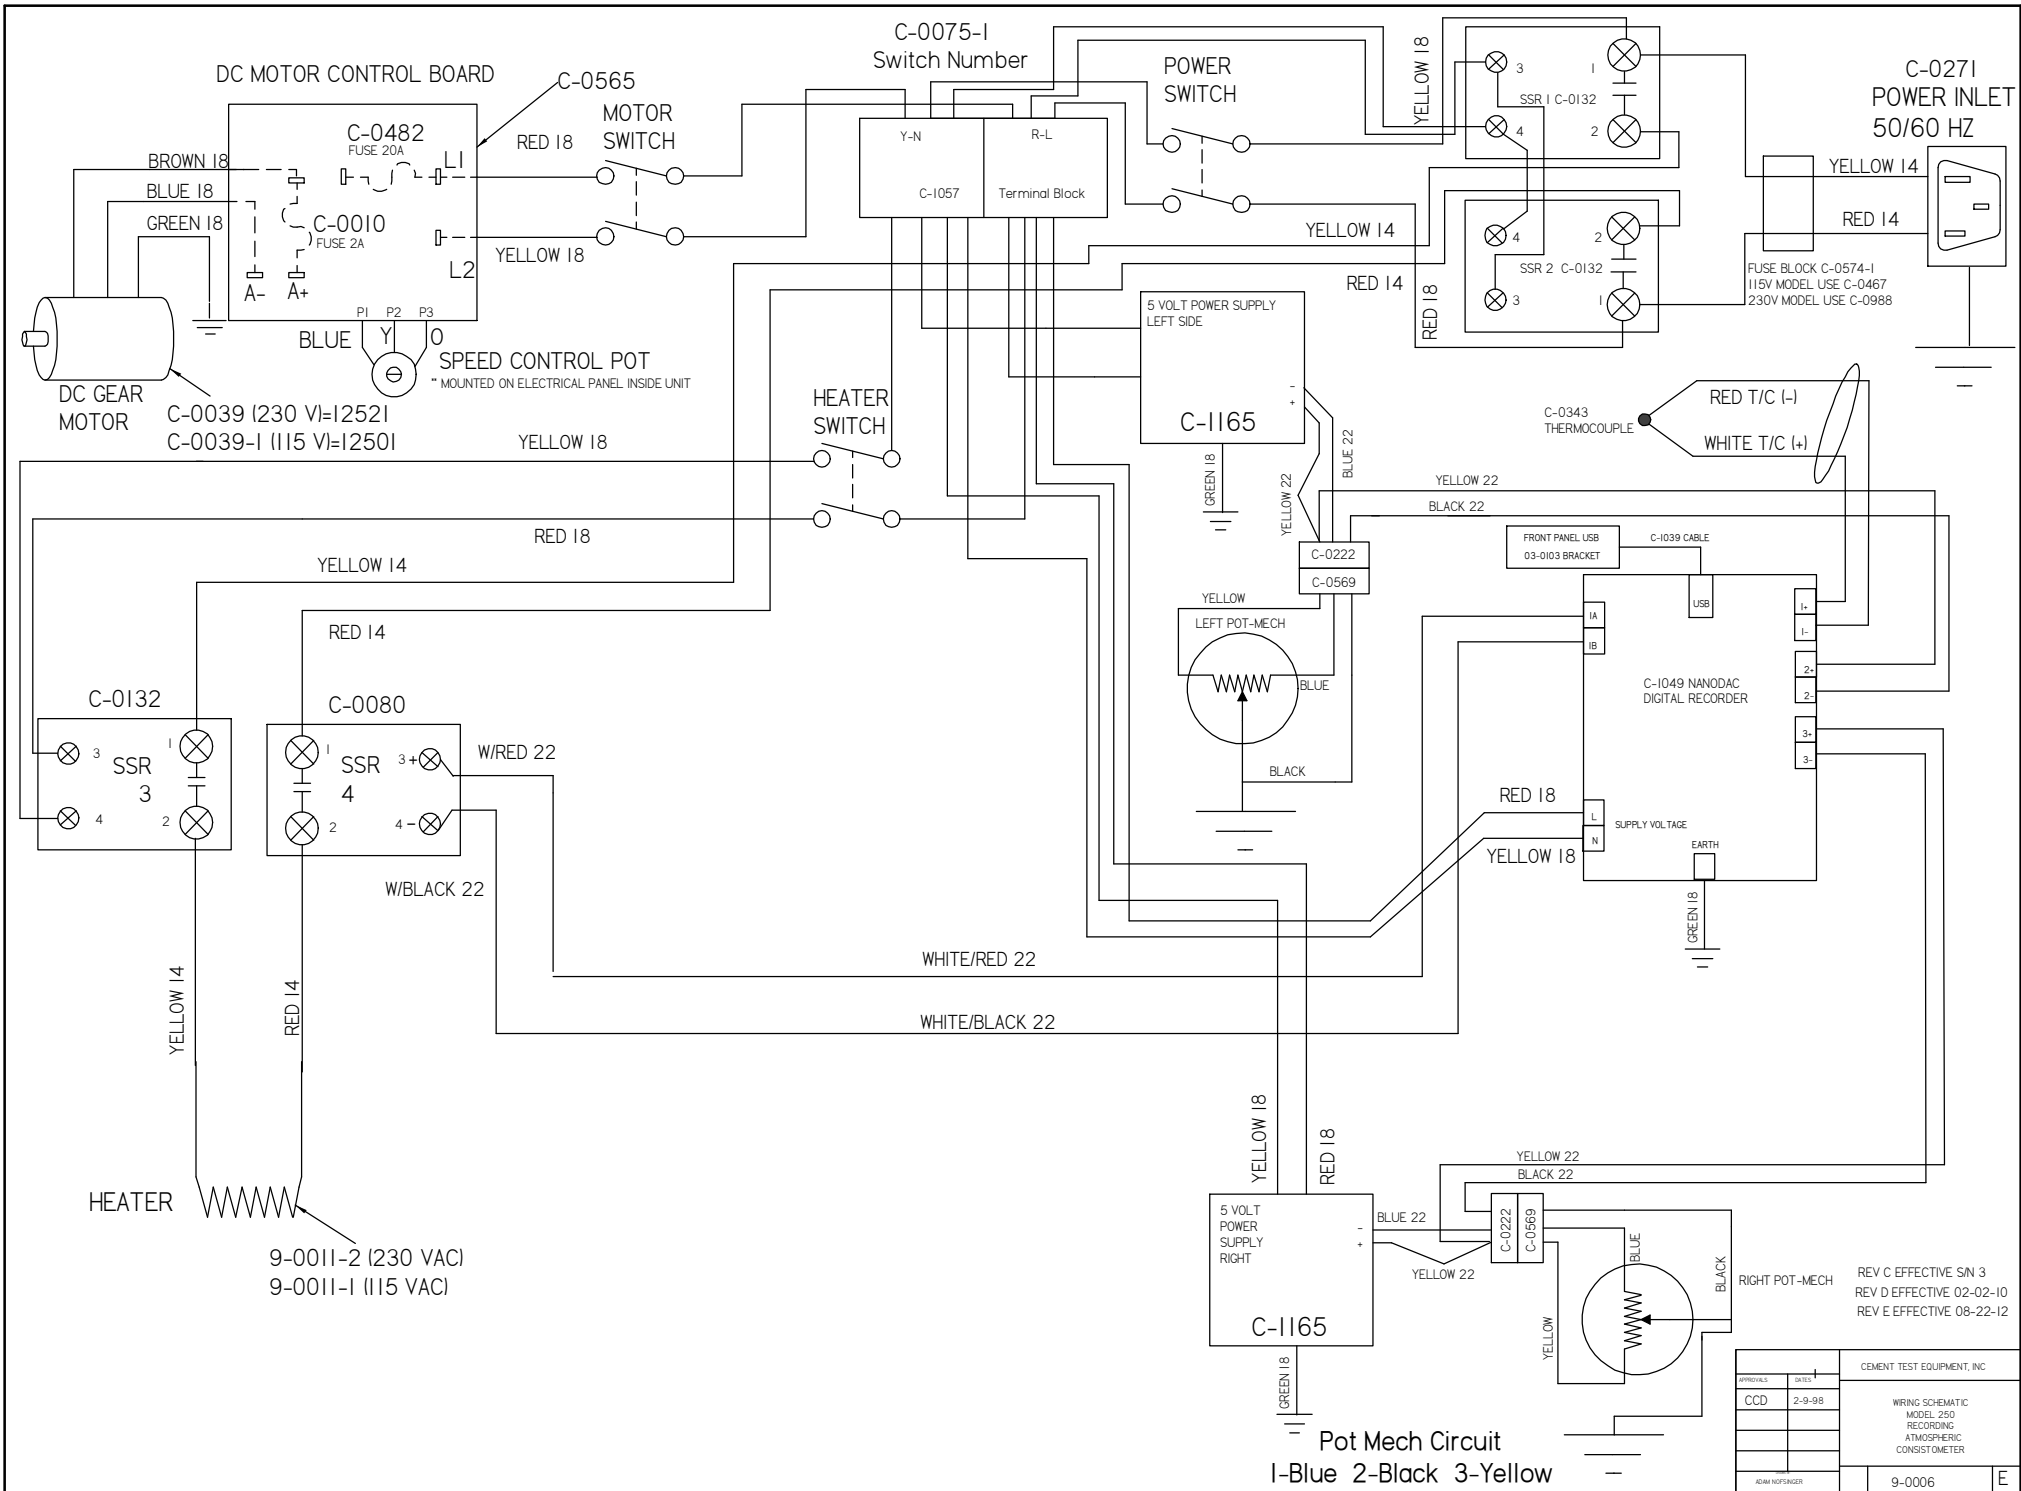 C-0075-1
Switch Number
DC MOTOR CONTROL BOARD
C-0565
MOTOR
SWITCH
POWER
SWITCH
C-0271
POWER INLET
50/60 HZ
C-0482
FUSE 20A
L1
RED 18
BROWN 18
BLUE 18
GREEN 18
C-0010
FUSE 2A
YELLOW 18
L2
A-
A+
P1
P2
P3
BLUE
Y
O
SPEED CONTROL POT
" MOUNTED ON ELECTRICAL PANEL INSIDE UNIT
DC GEAR
MOTOR
C-0039 (230 V)=12521
C-0039-1 (115 V)=12501
Y-N
R-L
C-1057
Terminal Block
YELLOW 18
3
1
SSR 1 C-0132
4
2
4
2
SSR 2 C-0132
3
1
YELLOW 14
RED 14
RED 18
YELLOW 14
RED 14
FUSE BLOCK C-0574-1
115V MODEL USE C-0467
230V MODEL USE C-0988
HEATER
SWITCH
YELLOW 18
RED 18
YELLOW 14
RED 14
5 VOLT POWER SUPPLY
LEFT SIDE
-
+
C-1165
GREEN 18
YELLOW 22
BLUE 22
C-0343
THERMOCOUPLE
RED T/C (-)
WHITE T/C (+)
YELLOW 22
BLACK 22
C-0222
C-0569
FRONT PANEL USB
03-0103 BRACKET
C-1039 CABLE
USB
1A
1B
1+
1-
2+
2-
3+
3-
C-1049 NANODAC
DIGITAL RECORDER
L
N
SUPPLY VOLTAGE
EARTH
GREEN 18
RED 18
YELLOW 18
YELLOW
LEFT POT-MECH
BLUE
BLACK
C-0132
C-0080
3
1
SSR
3
4
2
1
SSR
4
3 +
2
4 -
W/RED 22
W/BLACK 22
WHITE/RED 22
WHITE/BLACK 22
YELLOW 14
RED 14
HEATER
9-0011-2 (230 VAC)
9-0011-1 (115 VAC)
YELLOW 18
RED 18
5 VOLT
POWER
SUPPLY
RIGHT
-
+
C-1165
GREEN 18
BLUE 22
YELLOW 22
YELLOW 22
BLACK 22
C-0222
C-0569
BLUE
YELLOW
BLACK
RIGHT POT-MECH
Pot Mech Circuit
1-Blue 2-Black 3-Yellow
REV C EFFECTIVE S/N 3
REV D EFFECTIVE 02-02-10
REV E EFFECTIVE 08-22-12
CEMENT TEST EQUIPMENT, INC
APPROVALS
DATES
CCD
2-9-98
WIRING SCHEMATIC
MODEL 250
RECORDING
ATMOSPHERIC
CONSISTOMETER
ADAM NOFSINGER
9-0006
E